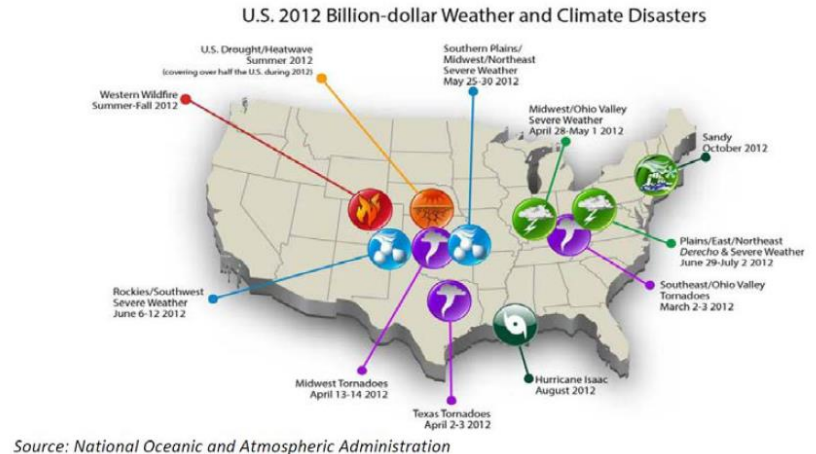 U.S. 2012 Billion-dollar Weather and Climate Disasters
U.S. Drought/Heatwave
Summer 2012
(covering over half the U.S. during 2012)
Southern Plains/
Midwest/Northeast
Severe Weather
May 25-30 2012
Western Wildfire
Summer-Fall 2012
Midwest/Ohio Valley
Severe Weather
April 28-May 1 2012
Sandy
October 2012
Plains/East/Northeast
Derecho & Severe Weather
June 29-July 2 2012
Southeast/Ohio Valley
Tornadoes
March 2-3 2012
Rockies/Southwest
Severe Weather
June 6-12 2012
Midwest Tornadoes
April 13-14 2012
Hurricane Isaac
August 2012
Texas Tornadoes
April 2-3 2012
Source: National Oceanic and Atmospheric Administration